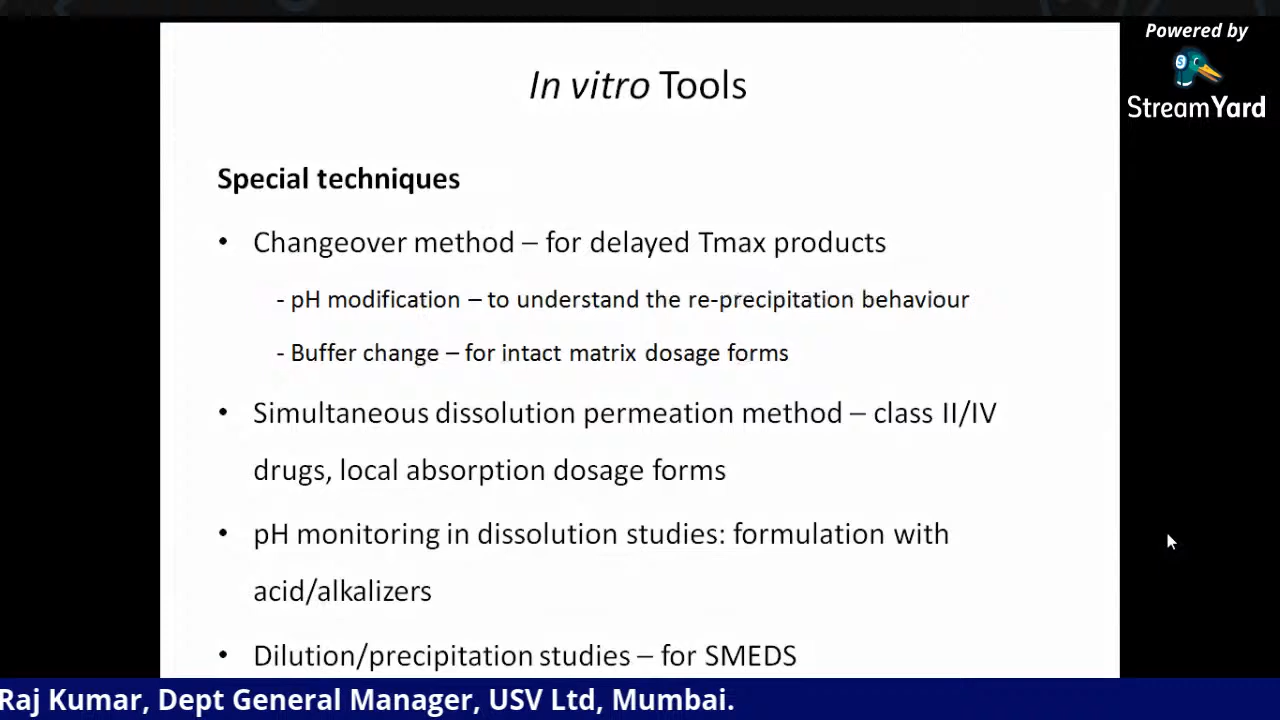 Powered by
StreamYard
In vitro Tools
Special techniques
• Changeover method – for delayed Tmax products
- pH modification – to understand the re-precipitation behaviour
- Buffer change – for intact matrix dosage forms
• Simultaneous dissolution permeation method – class II/IV
drugs, local absorption dosage forms
• pH monitoring in dissolution studies: formulation with
acid/alkalizers
• Dilution/precipitation studies – for SMEDS
Raj Kumar, Dept General Manager, USV Ltd, Mumbai.